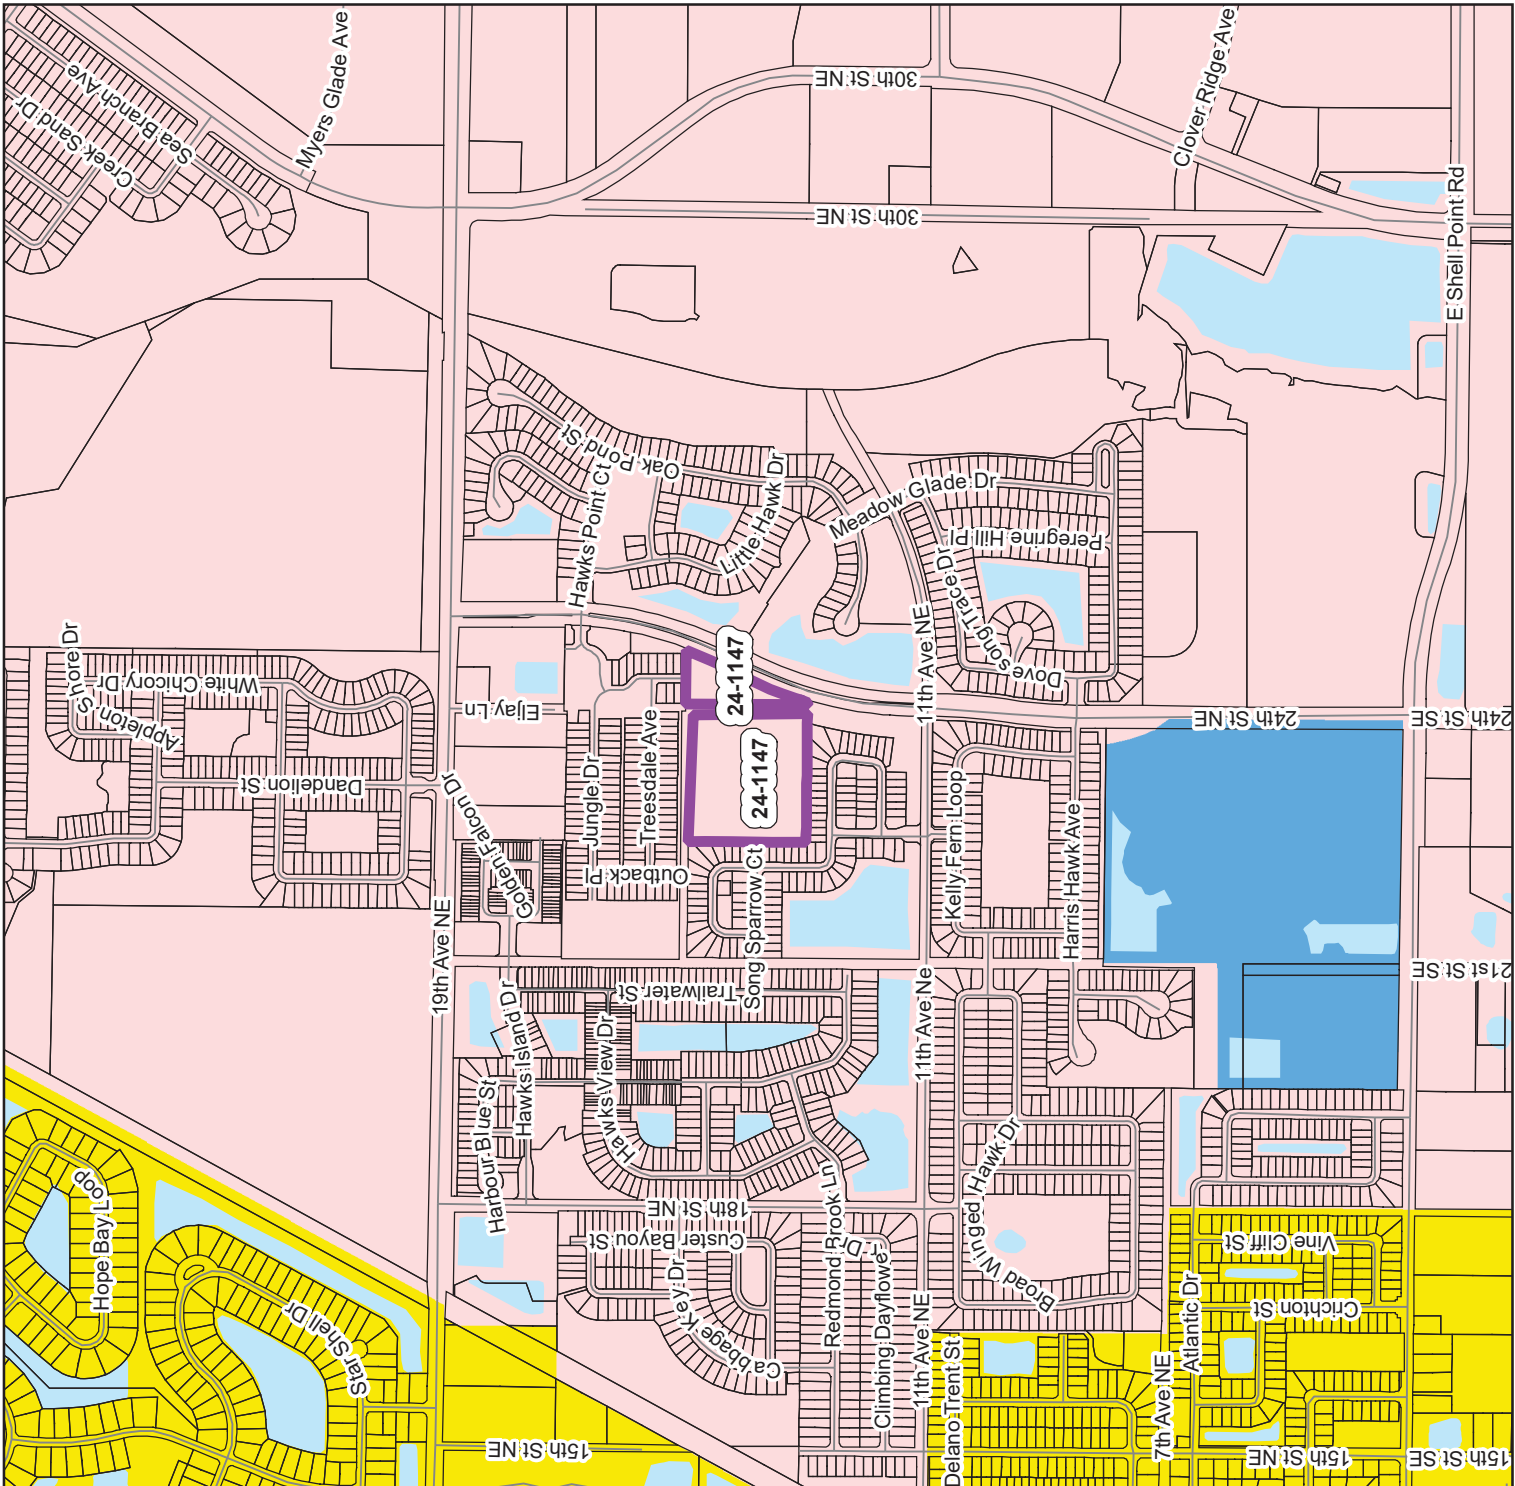 Myers Glade Ave
Clover Ridge Ave
Sea Branch Ave
Creek Sand Dr
30th St NE
30th St NE
E Shell Point Rd
Oak Pond St
Hawks Point Ct
Little Hawk Dr
Meadow Glade Dr
Peregrine Hill Pl
Dovesong Trace Dr
11th Ave NE
24-1147
24-1147
24th St NE
24th St SE
Appleton Shore Dr
White Chicory Dr
Eljay Ln
Dandelion St
Golden Falcon Dr
Jungle Dr
Treesdale Ave
Outback Pl
Song Sparrow Ct
Kelly Fern Loop
Harris Hawk Ave
19th Ave NE
21st St SE
Trailwater St
Hawks Island Dr
Hawks View Dr
11th Ave Ne
Harbour Blue St
Broad Winged Hawk Dr
Hope Bay Loop
18th St NE
Custer Bayou St
Cabbage Key Dr
Redmond Brook Ln
Climbing Dayflower Dr
11th Ave NE
Vine Cliff St
Crichton St
Atlantic Dr
Star Shell Dr
Delano Trent St
7th Ave NE
15th St NE
15th St NE
15th St SE